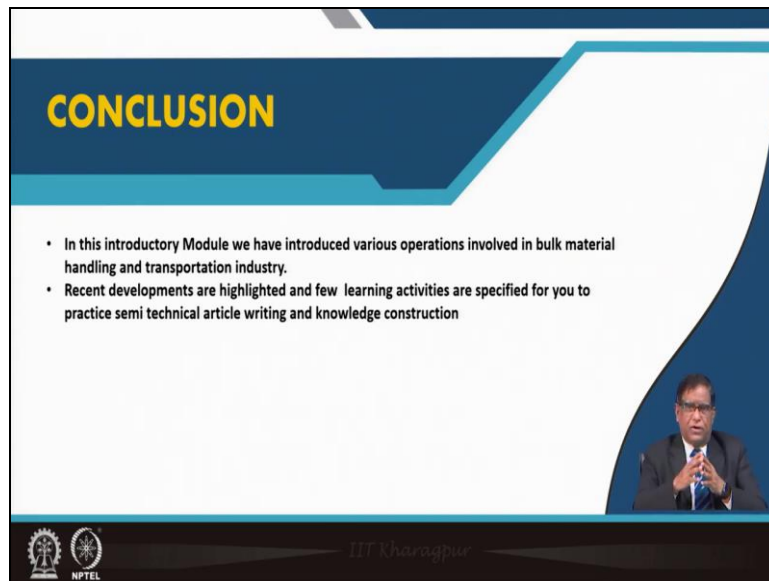 CONCLUSION
• In this introductory Module we have introduced various operations involved in bulk material
handling and transportation industry.
• Recent developments are highlighted and few learning activities are specified for you to
practice semi technical article writing and knowledge construction
IIT Kharagpur
NPTEL